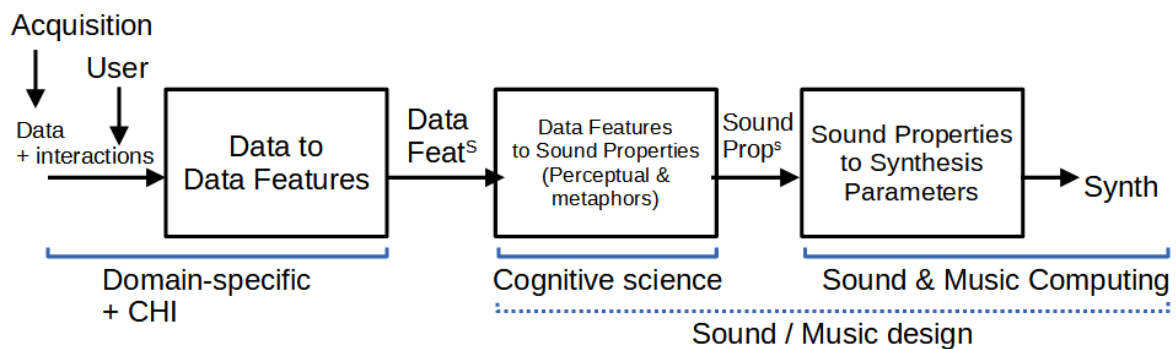 Acquisition
User
Data
+ interactions
Data to
Data Features
Data
Feat^S
Data Features
to Sound Properties
(Perceptual &
metaphors)
Sound
Prop^s
Sound Properties
to Synthesis
Parameters
Synth
Domain-specific
+ CHI
Cognitive science
Sound & Music Computing
Sound / Music design